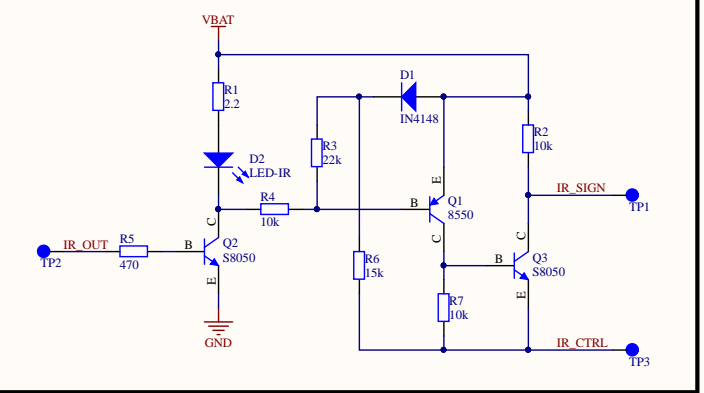 VBAT
R1
2.2
D1
IN4148
R2
10k
D2
LED-IR
R3
22k
E
IR_SIGN
TP1
R4
10k
B
Q1
8550
C
C
C
IR_OUT
TP2
R5
470
B
Q2
S8050
E
R6
15k
B
Q3
S8050
E
R7
10k
GND
IR_CTRL
TP3